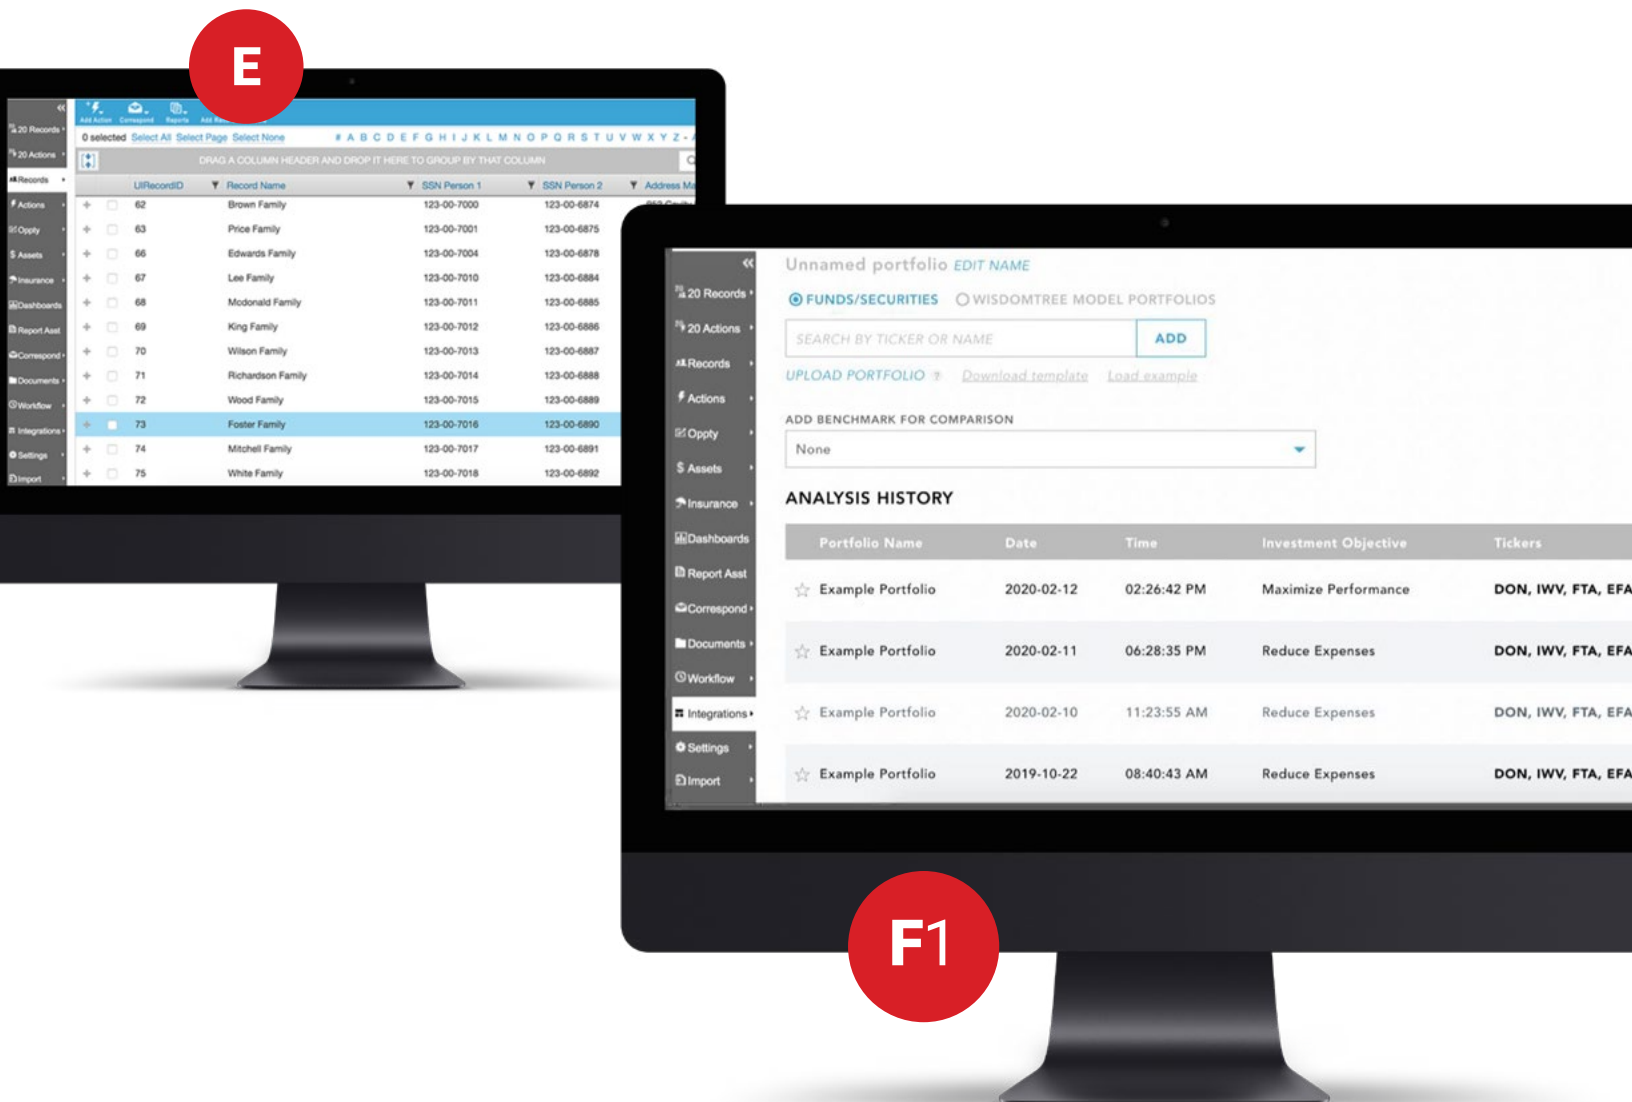 E
Add Action Correspond Reports
0 selected Select All Select Page Select None # A B C D E F G H I J K L M N O P Q R S T U V W X Y Z - A
DRAG A COLUMN HEADER AND DROP IT HERE TO GROUP BY THAT COLUMN
UIRecordID Record Name SSN Person 1 SSN Person 2 Address Ma
62 Brown Family 123-00-7000 123-00-6874
63 Price Family 123-00-7001 123-00-6875
66 Edwards Family 123-00-7004 123-00-6878
67 Lee Family 123-00-7010 123-00-6884
68 Mcdonald Family 123-00-7011 123-00-6885
69 King Family 123-00-7012 123-00-6886
70 Wilson Family 123-00-7013 123-00-6887
71 Richardson Family 123-00-7014 123-00-6888
72 Wood Family 123-00-7015 123-00-6889
73 Foster Family 123-00-7016 123-00-6890
74 Mitchell Family 123-00-7017 123-00-6891
75 White Family 123-00-7018 123-00-6892
20 Records
20 Actions
Records
Actions
Oppty
$ Assets
Insurance
Dashboards
Report Asst
Correspond
Documents
Workflow
Integrations
Settings
Import
20 Records
20 Actions
Records
Actions
Oppty
$ Assets
Insurance
Dashboards
Report Asst
Correspond
Documents
Workflow
Integrations
Settings
Import
Unnamed portfolio EDIT NAME
FUNDS/SECURITIES WISDOMTREE MODEL PORTFOLIOS
SEARCH BY TICKER OR NAME ADD
UPLOAD PORTFOLIO ? Download template Load example
ADD BENCHMARK FOR COMPARISON
None
ANALYSIS HISTORY
Portfolio Name Date Time Investment Objective Tickers
Example Portfolio 2020-02-12 02:26:42 PM Maximize Performance DON, IWV, FTA, EFA
Example Portfolio 2020-02-11 06:28:35 PM Reduce Expenses DON, IWV, FTA, EFA
Example Portfolio 2020-02-10 11:23:55 AM Reduce Expenses DON, IWV, FTA, EFA
Example Portfolio 2019-10-22 08:40:43 AM Reduce Expenses DON, IWV, FTA, EFA
F1